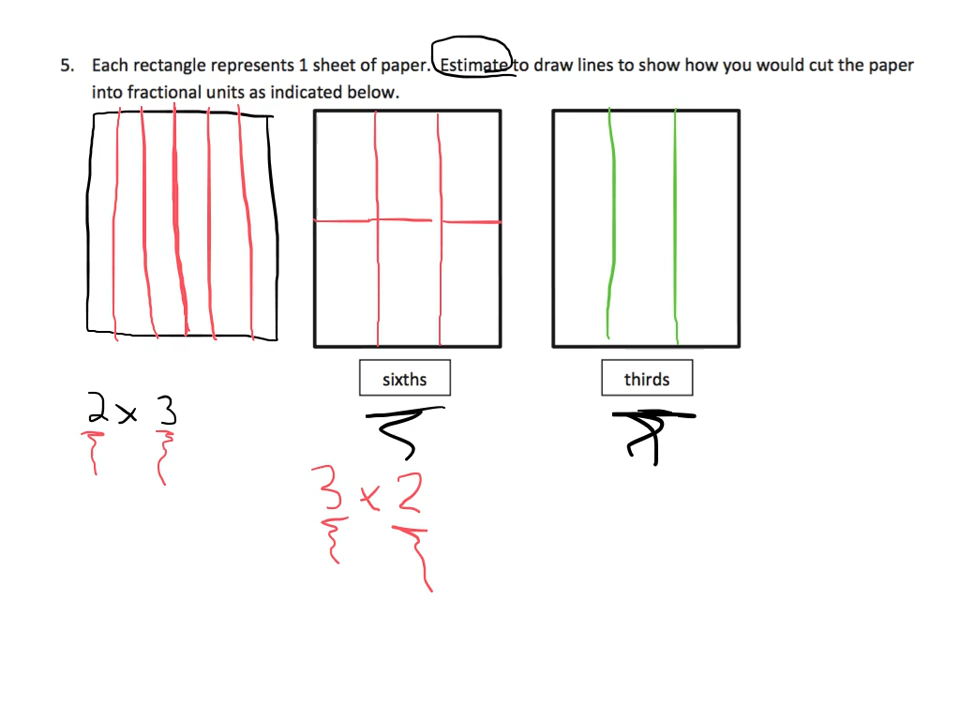 5. Each rectangle represents 1 sheet of paper. Estimate to draw lines to show how you would cut the paper
into fractional units as indicated below.
sixths
thirds
2 x 3
3 x 2